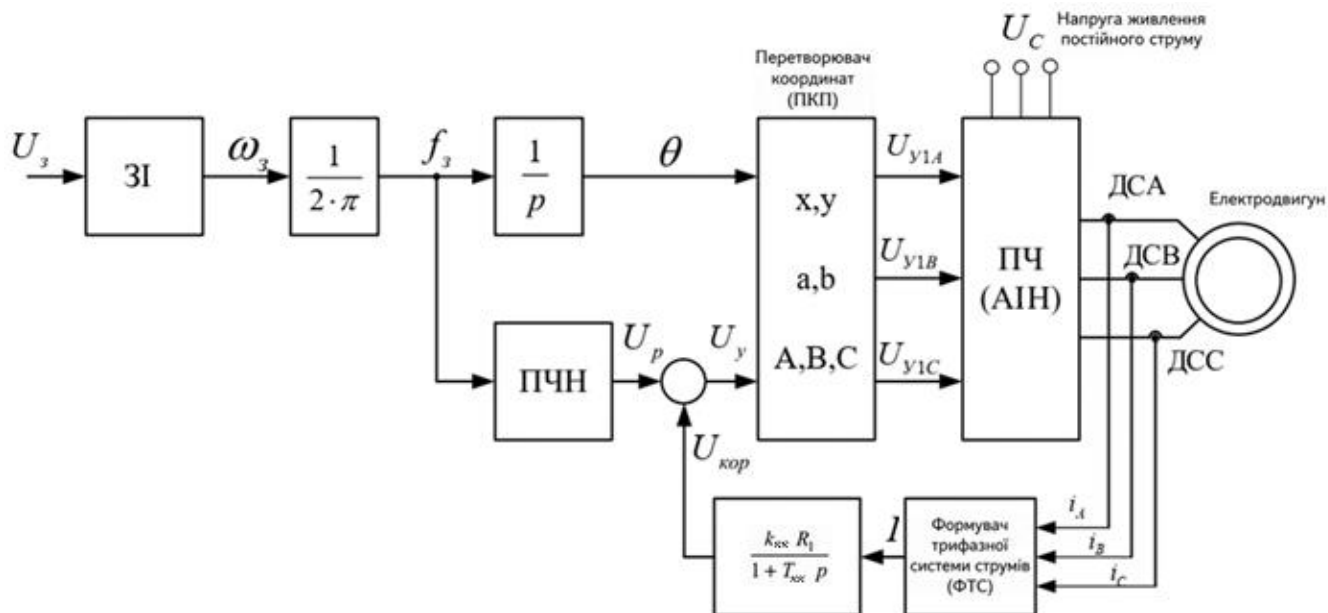 U_C
Напруга живлення
постійного струму
Перетворювач
координат
(ПКП)
U_з
ЗІ
ω_з
1
2·π
f_з
1
p
θ
x,y
a,b
A,B,C
U_У1A
U_У1B
U_У1C
ПЧ
(АІН)
ДСА
ДСВ
ДСС
Електродвигун
ПЧН
U_p
U_y
U_кор
k_кк R_1
1 + T_кк p
I
Формувач
трифазної
системи струмів
(ФТС)
i_A
i_B
i_C